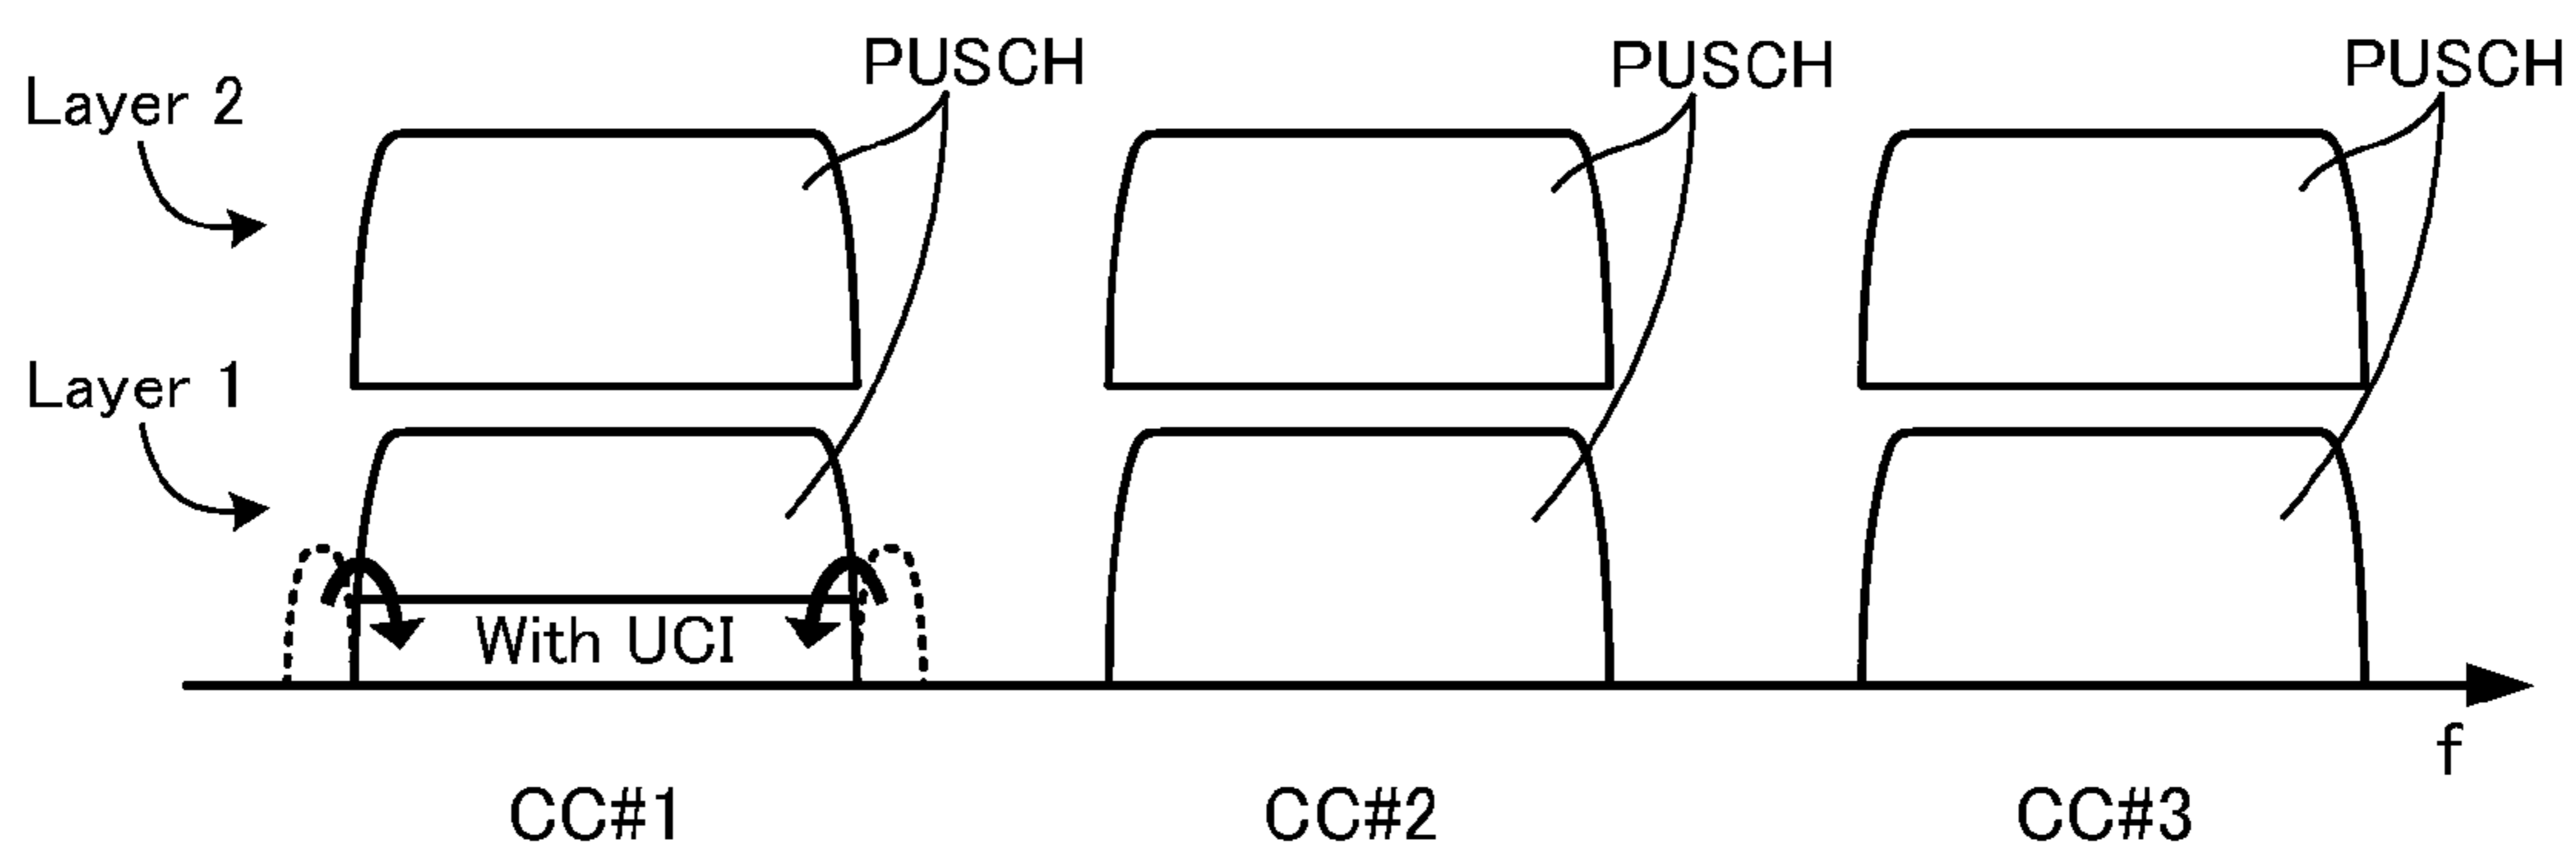 PUSCH
PUSCH
PUSCH
Layer 2
Layer 1
With UCI
f
CC#1
CC#2
CC#3